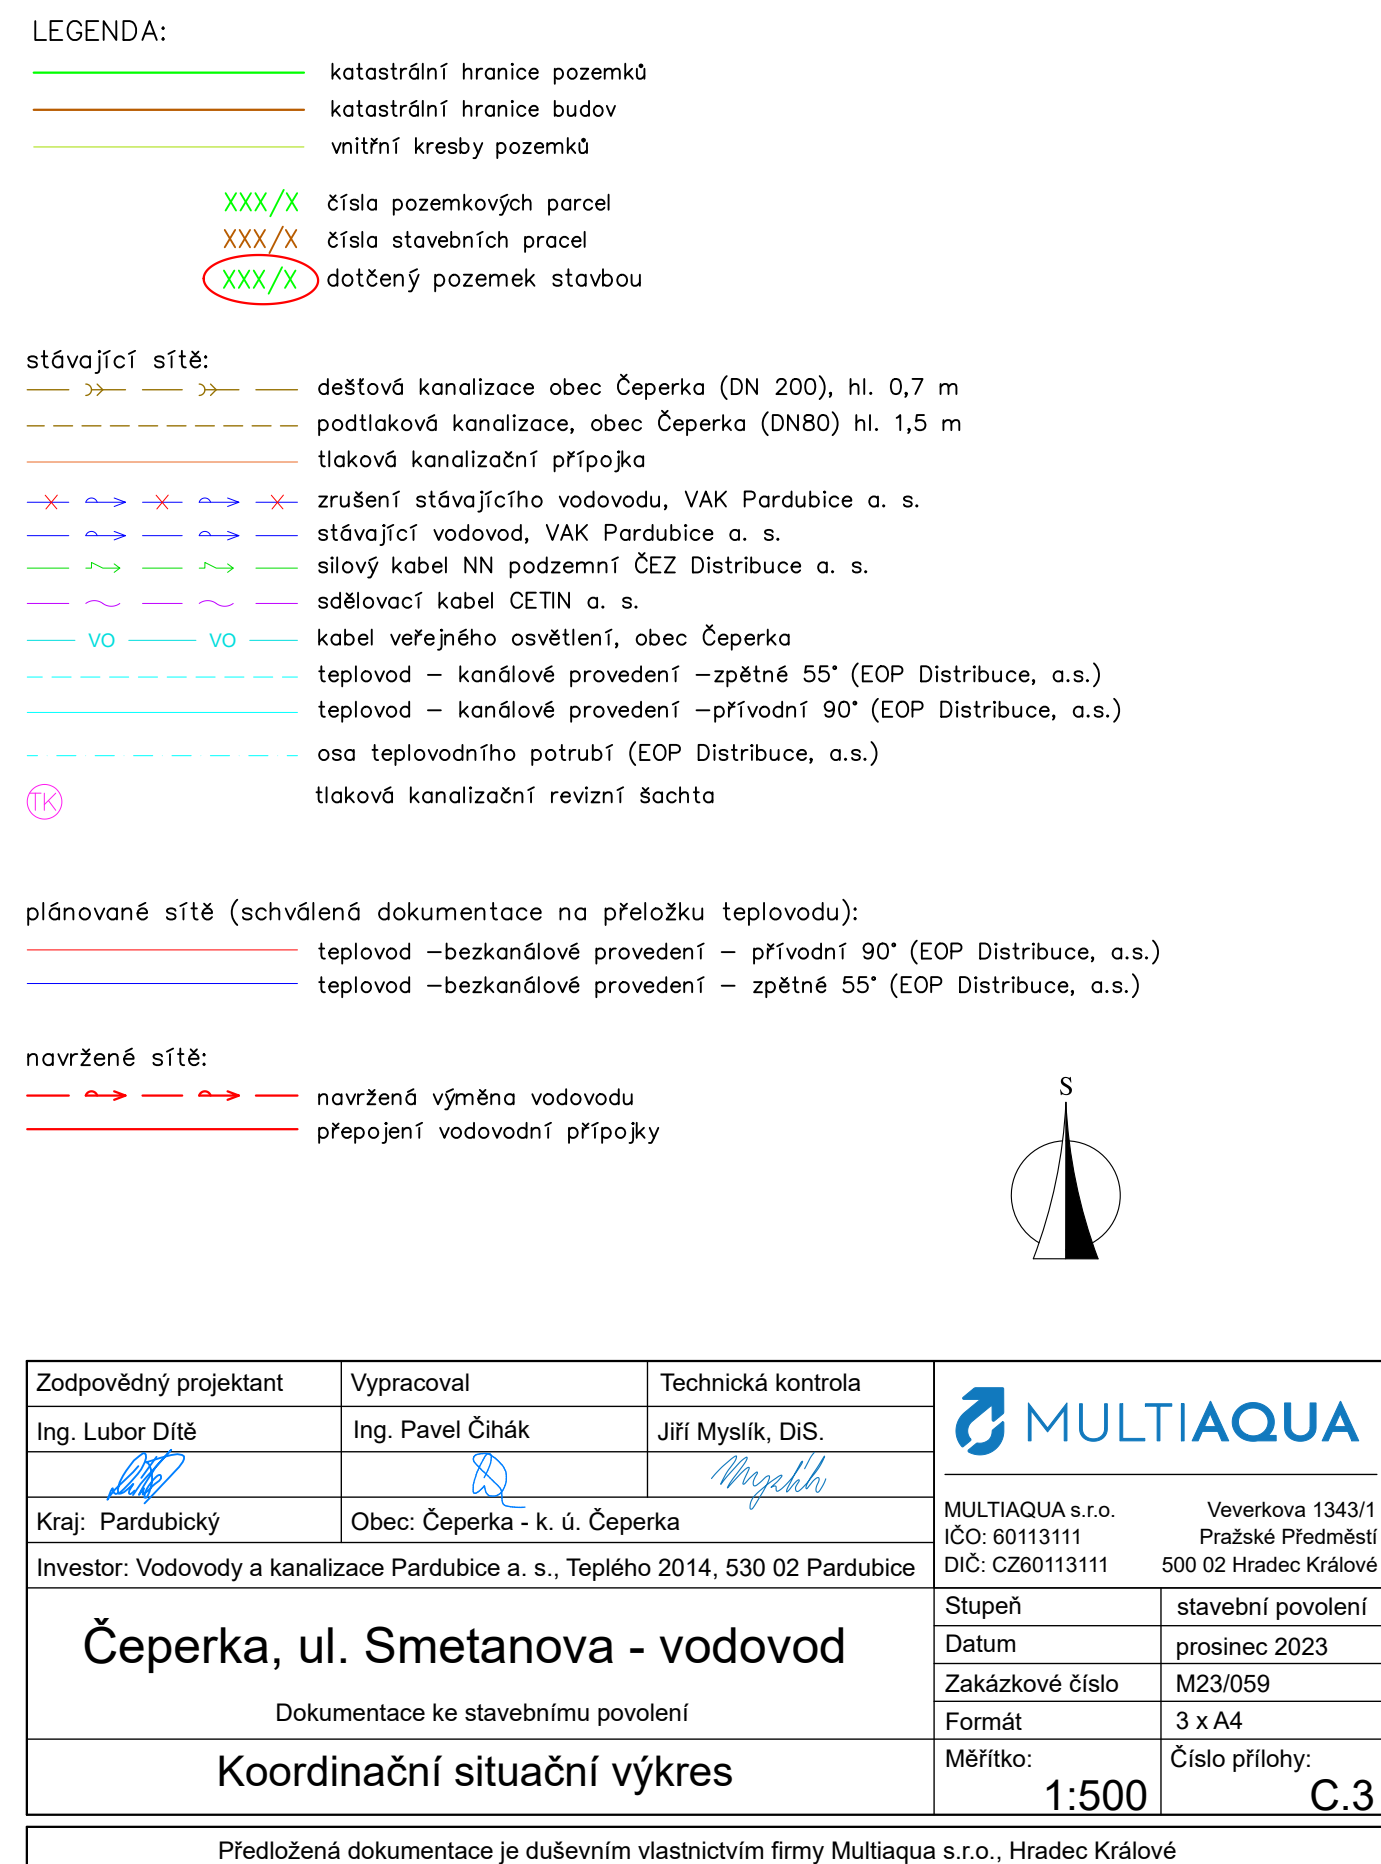 LEGENDA:
katastrální hranice pozemků
katastrální hranice budov
vnitřní kresby pozemků
XXX/X čísla pozemkových parcel
XXX/X čísla stavebních pracel
XXX/X dotčený pozemek stavbou
stávající sítě:
dešťová kanalizace obec Čeperka (DN 200), hl. 0,7 m
podtlaková kanalizace, obec Čeperka (DN80) hl. 1,5 m
tlaková kanalizační přípojka
zrušení stávajícího vodovodu, VAK Pardubice a. s.
stávající vodovod, VAK Pardubice a. s.
silový kabel NN podzemní ČEZ Distribuce a. s.
sdělovací kabel CETIN a. s.
VO VO kabel veřejného osvětlení, obec Čeperka
teplovod – kanálové provedení –zpětné 55° (EOP Distribuce, a.s.)
teplovod – kanálové provedení –přívodní 90° (EOP Distribuce, a.s.)
osa teplovodního potrubí (EOP Distribuce, a.s.)
TK tlaková kanalizační revizní šachta
plánované sítě (schválená dokumentace na přeložku teplovodu):
teplovod –bezkanálové provedení – přívodní 90° (EOP Distribuce, a.s.)
teplovod –bezkanálové provedení – zpětné 55° (EOP Distribuce, a.s.)
navržené sítě:
navržená výměna vodovodu
přepojení vodovodní přípojky
S
Zodpovědný projektant Vypracoval Technická kontrola
Ing. Lubor Dítě Ing. Pavel Čihák Jiří Myslík, DiS.
Myslík
Kraj: Pardubický Obec: Čeperka - k. ú. Čeperka
Investor: Vodovody a kanalizace Pardubice a. s., Teplého 2014, 530 02 Pardubice
MULTIAQUA
MULTIAQUA s.r.o. Veverkova 1343/1
IČO: 60113111 Pražské Předměstí
DIČ: CZ60113111 500 02 Hradec Králové
Čeperka, ul. Smetanova - vodovod
Dokumentace ke stavebnímu povolení
Koordinační situační výkres
Stupeň stavební povolení
Datum prosinec 2023
Zakázkové číslo M23/059
Formát 3 x A4
Měřítko: Číslo přílohy:
1:500 C.3
Předložená dokumentace je duševním vlastnictvím firmy Multiaqua s.r.o., Hradec Králové